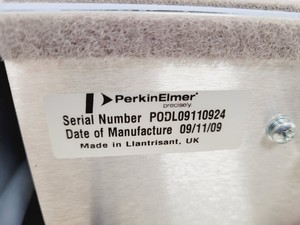 PerkinElmer
precisely
Serial Number PODL09110924
Date of Manufacture 09/11/09
Made in Llantrisant, UK